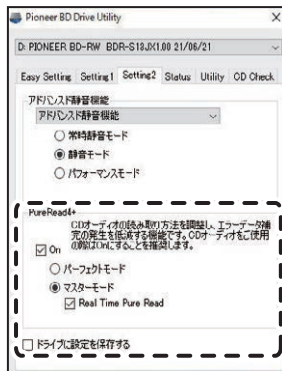 Pioneer BD Drive Utility
D: PIONEER BD-RW BDR-S13JX1.00 21/06/21
Easy Setting Setting1 Setting2 Status Utility CD Check
アドバンスド静音機能
アドバンスド静音機能
常時静音モード
静音モード
パフォーマンスモード
PureRead4+
CDオーディオの読み取り方法を調整し、エラーデータ補
完の発生を低減する機能です。CDオーディオをご使用
の際はOnにすることを推奨します。
On
パーフェクトモード
マスターモード
Real Time Pure Read
ドライブに設定を保存する